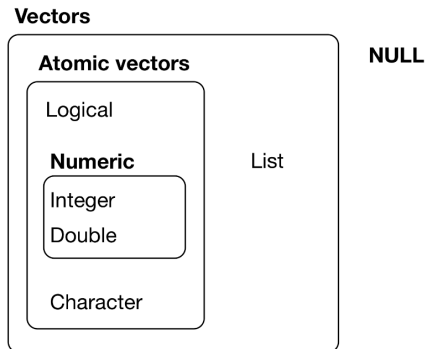 Vectors
Atomic vectors
NULL
Logical
Numeric
List
Integer
Double
Character